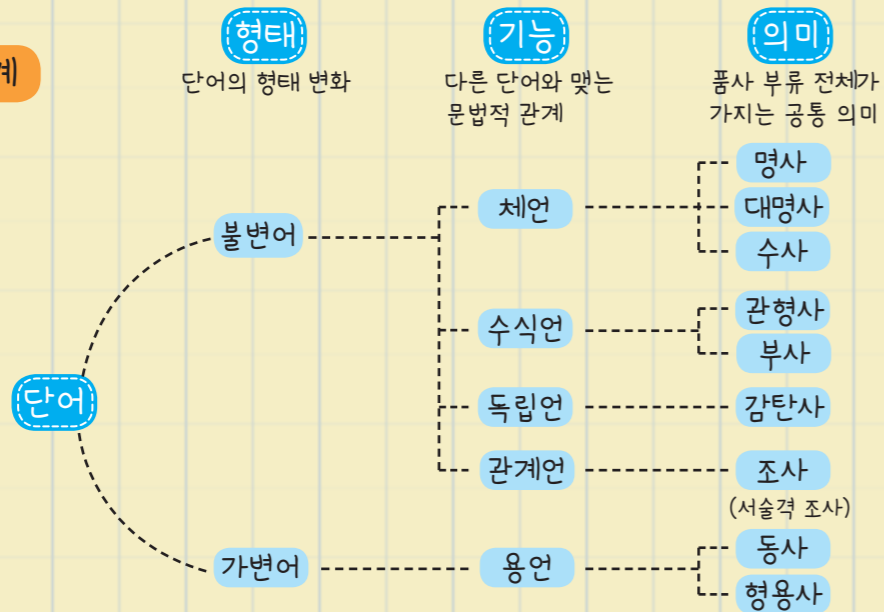 계
형태
단어의 형태 변화
기능
다른 단어와 맺는
문법적 관계
의미
품사 부류 전체가
가지는 공통 의미
단어
불변어
체언
명사
대명사
수사
수식언
관형사
부사
독립언
감탄사
관계언
조사
(서술격 조사)
가변어
용언
동사
형용사